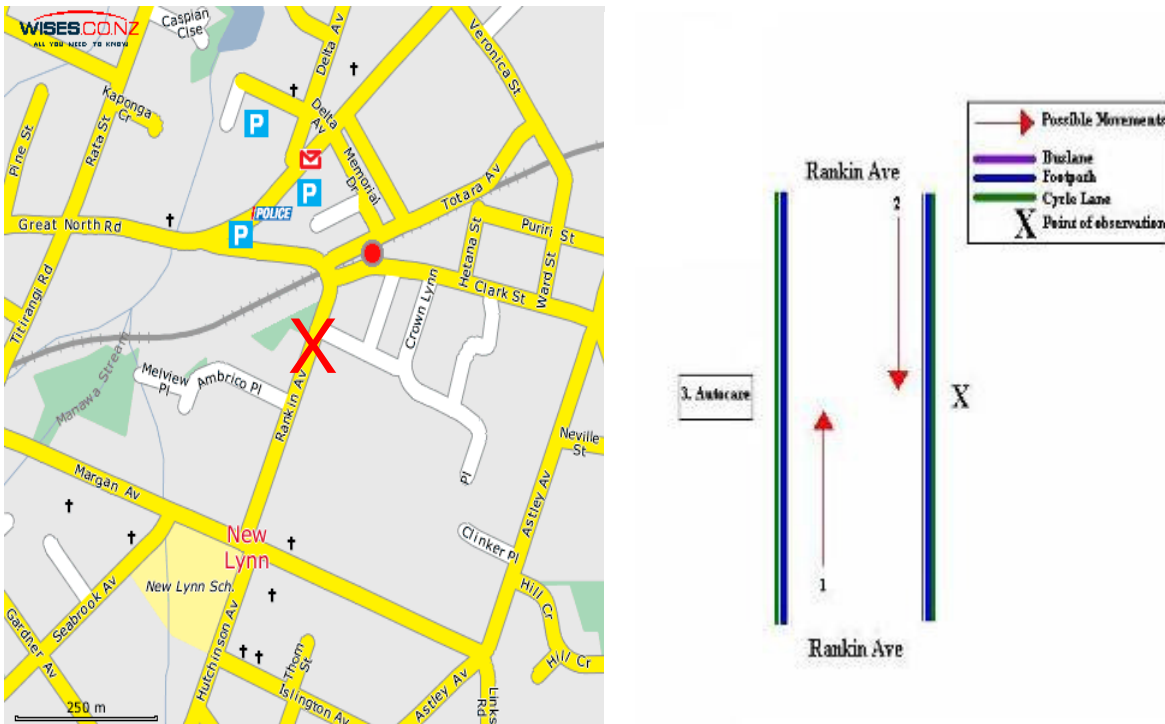 WISES.CO.NZ
ALL YOU NEED TO KNOW
Caspian
Clse
Delta Av
Veronica St
Kaponga
Cr
Rata St
Pine St
P
Delta
Av
Memorial
Dr
P
Totara Av
POLICE
P
Great North Rd
Puriri St
Hetana St
Ward St
Clark St
Titirangi Rd
Crown Lynn
X
Manawa Stream
Melview
Pl
Ambrico Pl
Rankin Av
Neville
St
Pl
Margan Av
Astley Av
New
Lynn
Clinker Pl
New Lynn Sch.
Seabrook Av
Hill Cr
Gardner Av
Hutchinson Av
Thom
St
Hill Cr
Islington Av
Astley Av
Links
Rd
250 m
Possible Movements
Buslane
Footpath
Cycle Lane
X Point of observation
Rankin Ave
2
3. Autocare
X
1
Rankin Ave